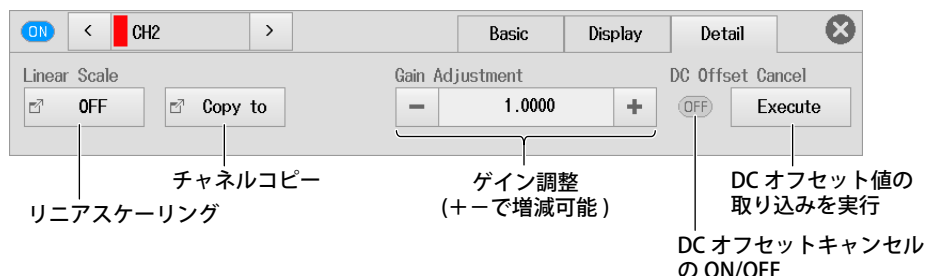 ON < CH2 > Basic Display Detail
Linear Scale Gain Adjustment DC Offset Cancel
OFF Copy to − 1.0000 + OFF Execute
チャネルコピー
リニアスケーリング
ゲイン調整
(+−で増減可能 )
DC オフセット値の
取り込みを実行
DC オフセットキャンセル
の ON/OFF